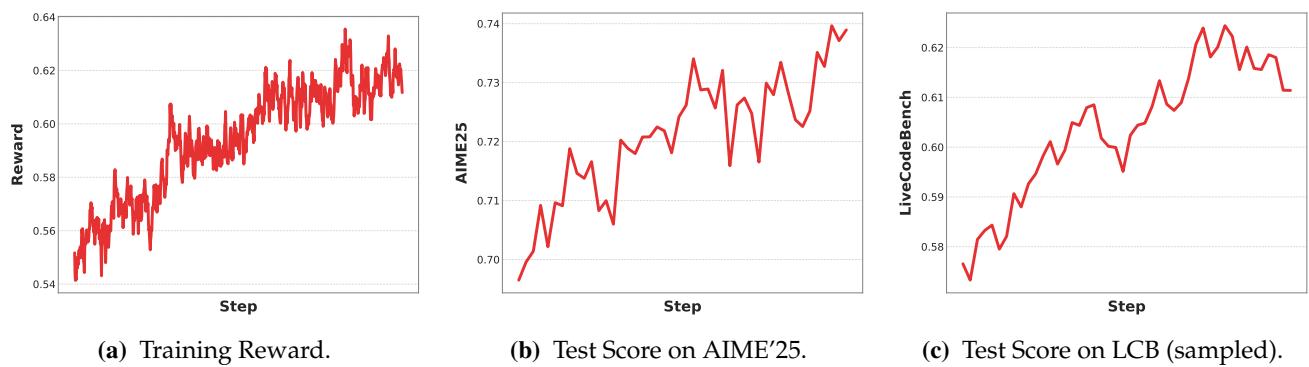 0.64
0.62
0.60
0.58
0.56
0.54
Reward
Step
(a) Training Reward.
0.74
0.73
0.72
0.71
0.70
AIME25
Step
(b) Test Score on AIME’25.
0.62
0.61
0.60
0.59
0.58
LiveCodeBench
Step
(c) Test Score on LCB (sampled).